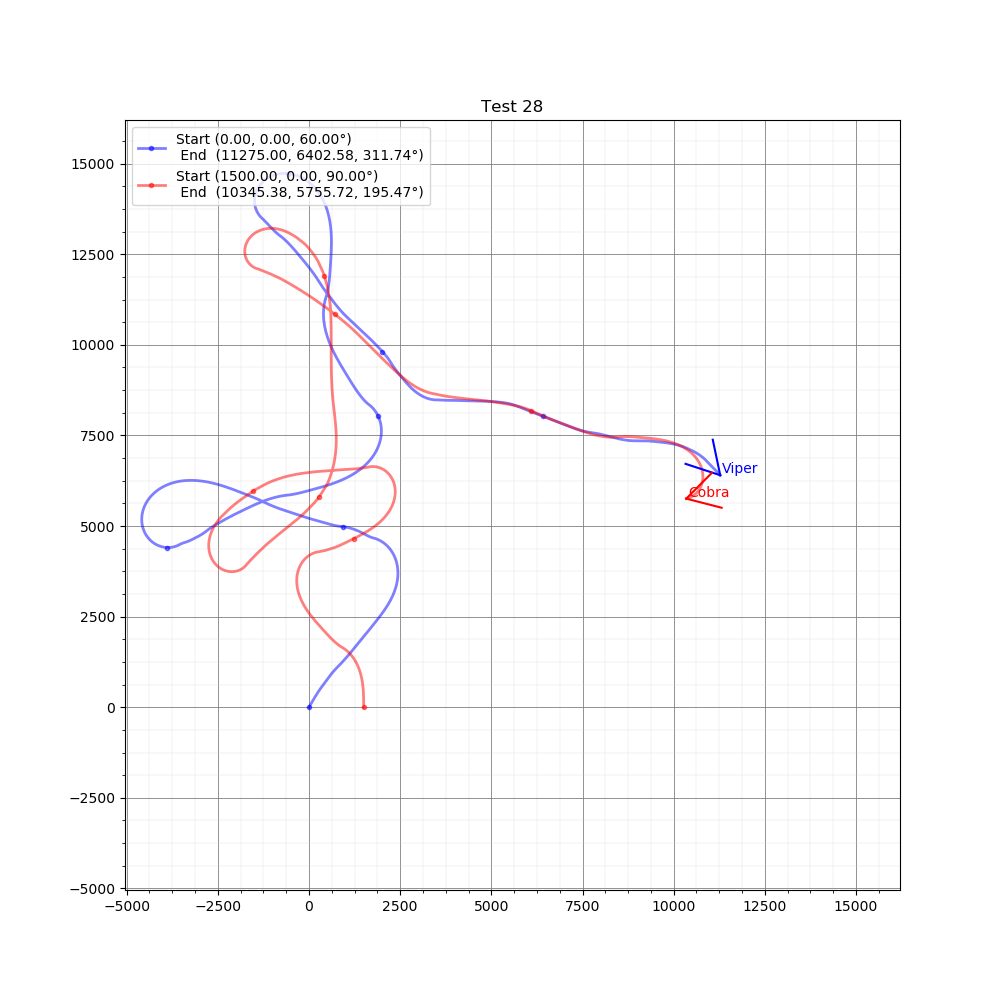 Test 28
Start (0.00, 0.00, 60.00°)
End (11275.00, 6402.58, 311.74°)
Start (1500.00, 0.00, 90.00°)
End (10345.38, 5755.72, 195.47°)
15000
12500
10000
7500
5000
2500
0
−2500
−5000
Viper
Cobra
−5000 −2500 0 2500 5000 7500 10000 12500 15000